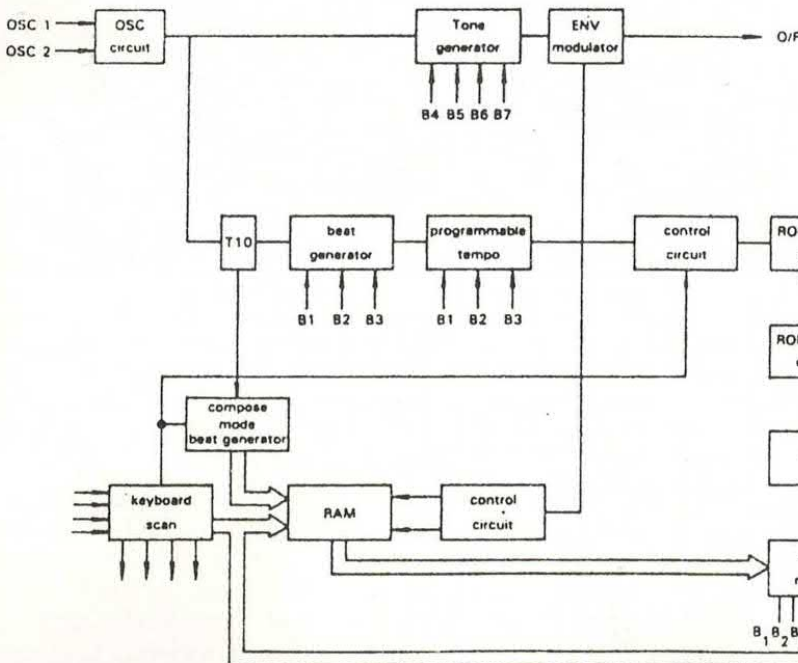 OSC 1
OSC 2
OSC
circuit
Tone
generator
ENV
modulator
B4 B5 B6 B7
T10
beat
generator
programmable
tempo
control
circuit
B1 B2 B3
B1 B2 B3
compose
mode
beat generator
keyboard
scan
RAM
control
circuit